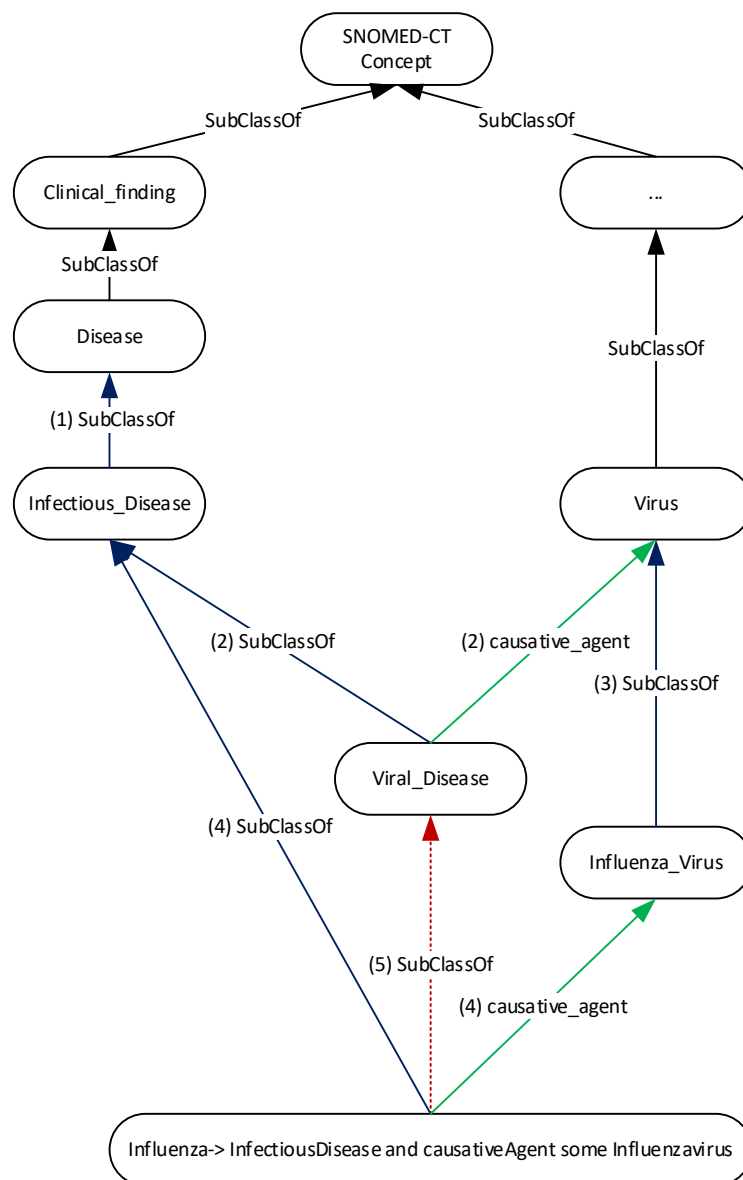 SNOMED-CT
Concept
SubClassOf
SubClassOf
Clinical_finding
...
SubClassOf
Disease
SubClassOf
(1) SubClassOf
Infectious_Disease
Virus
(2) SubClassOf
(2) causative_agent
(3) SubClassOf
Viral_Disease
(4) SubClassOf
Influenza_Virus
(5) SubClassOf
(4) causative_agent
Influenza-> InfectiousDisease and causativeAgent some Influenzavirus